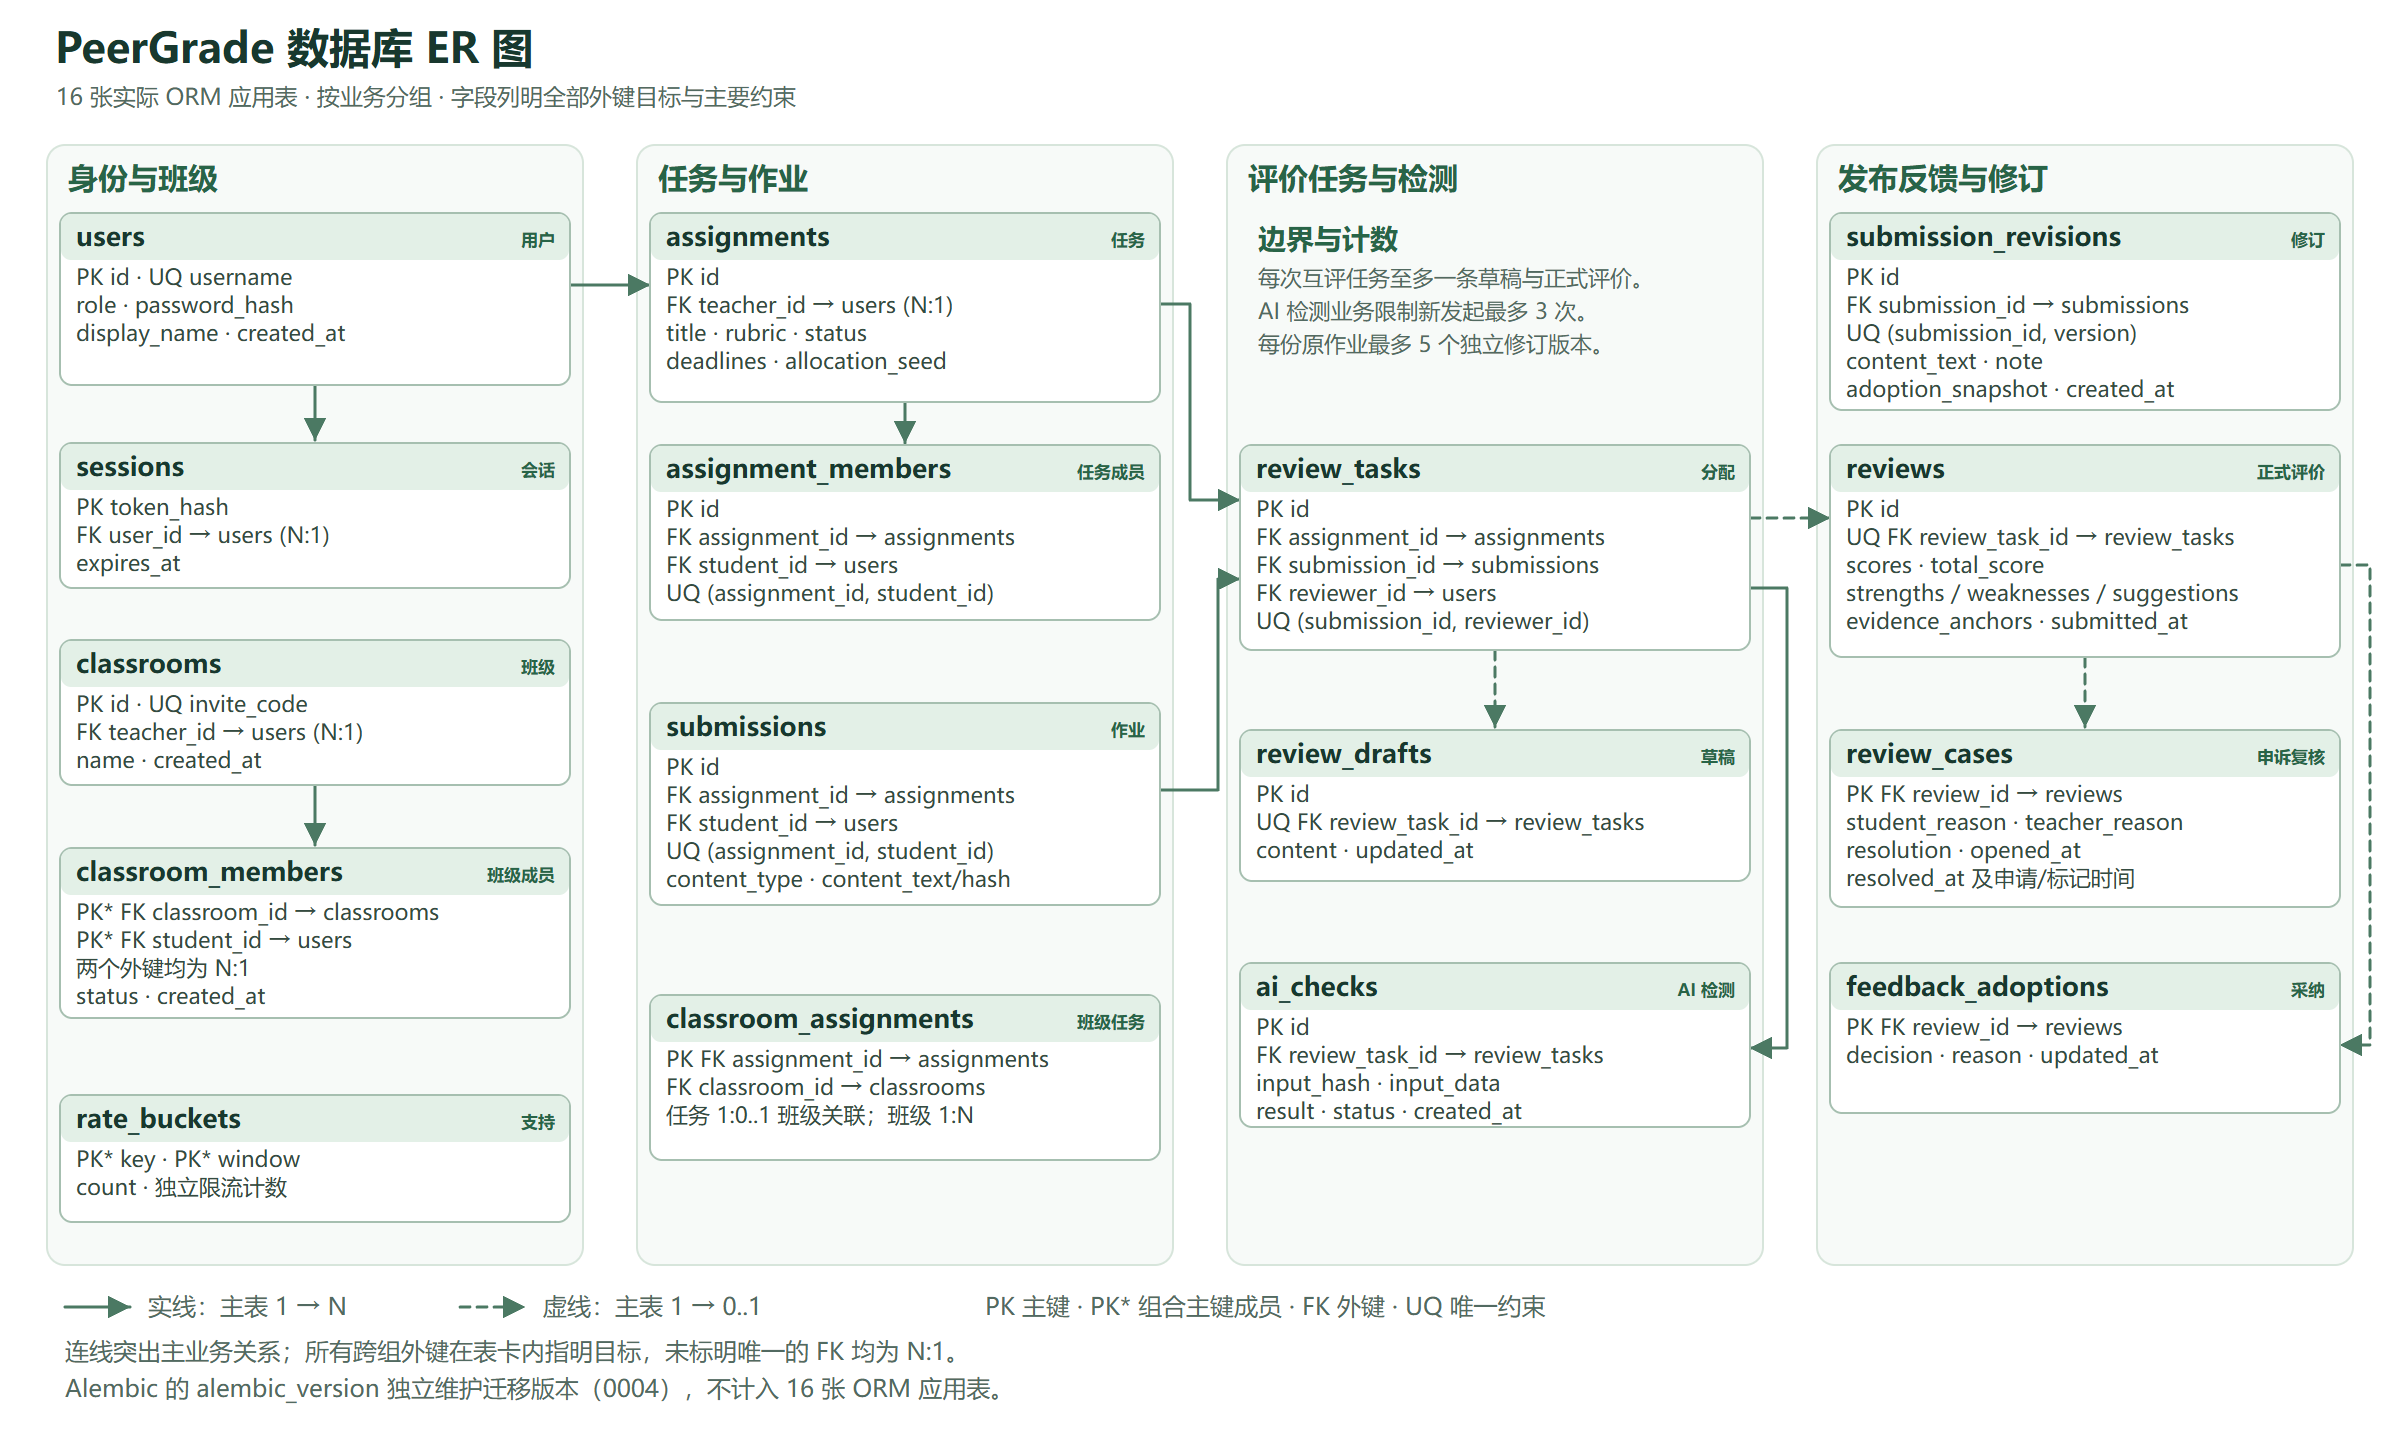 PeerGrade 数据库 ER 图
16 张实际 ORM 应用表 · 按业务分组 · 字段列明全部外键目标与主要约束
身份与班级
users 用户
PK id · UQ username
role · password_hash
display_name · created_at
sessions 会话
PK token_hash
FK user_id → users (N:1)
expires_at
classrooms 班级
PK id · UQ invite_code
FK teacher_id → users (N:1)
name · created_at
classroom_members 班级成员
PK* FK classroom_id → classrooms
PK* FK student_id → users
两个外键均为 N:1
status · created_at
rate_buckets 支持
PK* key · PK* window
count · 独立限流计数
任务与作业
assignments 任务
PK id
FK teacher_id → users (N:1)
title · rubric · status
deadlines · allocation_seed
assignment_members 任务成员
PK id
FK assignment_id → assignments
FK student_id → users
UQ (assignment_id, student_id)
submissions 作业
PK id
FK assignment_id → assignments
FK student_id → users
UQ (assignment_id, student_id)
content_type · content_text/hash
classroom_assignments 班级任务
PK FK assignment_id → assignments
FK classroom_id → classrooms
任务 1:0..1 班级关联；班级 1:N
评价任务与检测
边界与计数
每次互评任务至多一条草稿与正式评价。
AI 检测业务限制新发起最多 3 次。
每份原作业最多 5 个独立修订版本。
review_tasks 分配
PK id
FK assignment_id → assignments
FK submission_id → submissions
FK reviewer_id → users
UQ (submission_id, reviewer_id)
review_drafts 草稿
PK id
UQ FK review_task_id → review_tasks
content · updated_at
ai_checks AI 检测
PK id
FK review_task_id → review_tasks
input_hash · input_data
result · status · created_at
发布反馈与修订
submission_revisions 修订
PK id
FK submission_id → submissions
UQ (submission_id, version)
content_text · note
adoption_snapshot · created_at
reviews 正式评价
PK id
UQ FK review_task_id → review_tasks
scores · total_score
strengths / weaknesses / suggestions
evidence_anchors · submitted_at
review_cases 申诉复核
PK FK review_id → reviews
student_reason · teacher_reason
resolution · opened_at
resolved_at 及申请/标记时间
feedback_adoptions 采纳
PK FK review_id → reviews
decision · reason · updated_at
实线：主表 1 → N
虚线：主表 1 → 0..1
PK 主键 · PK* 组合主键成员 · FK 外键 · UQ 唯一约束
连线突出主业务关系；所有跨组外键在表卡内指明目标，未标明唯一的 FK 均为 N:1。
Alembic 的 alembic_version 独立维护迁移版本（0004），不计入 16 张 ORM 应用表。